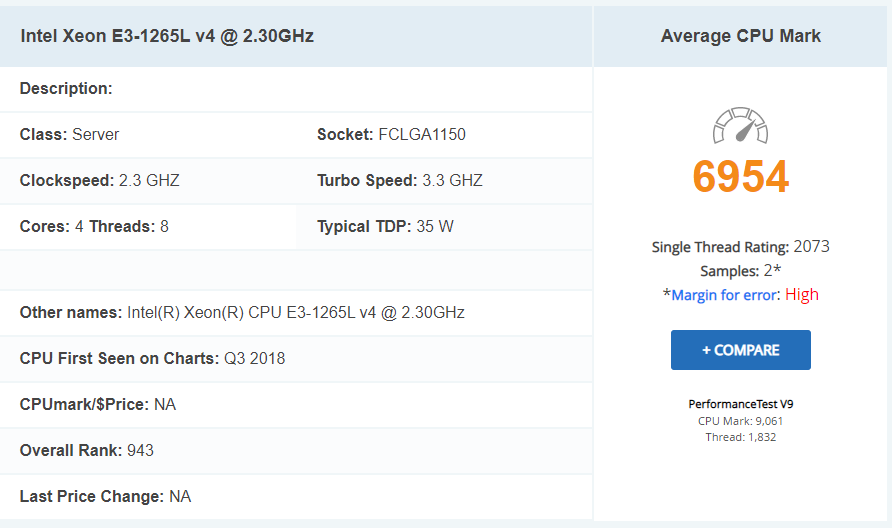 Intel Xeon E3-1265L v4 @ 2.30GHz
Average CPU Mark
Description:
Class: Server
Socket: FCLGA1150
Clockspeed: 2.3 GHZ
Turbo Speed: 3.3 GHZ
Cores: 4 Threads: 8
Typical TDP: 35 W
Other names: Intel(R) Xeon(R) CPU E3-1265L v4 @ 2.30GHz
CPU First Seen on Charts: Q3 2018
CPUmark/$Price: NA
Overall Rank: 943
Last Price Change: NA
6954
Single Thread Rating: 2073
Samples: 2*
*Margin for error: High
+ COMPARE
PerformanceTest V9
CPU Mark: 9,061
Thread: 1,832